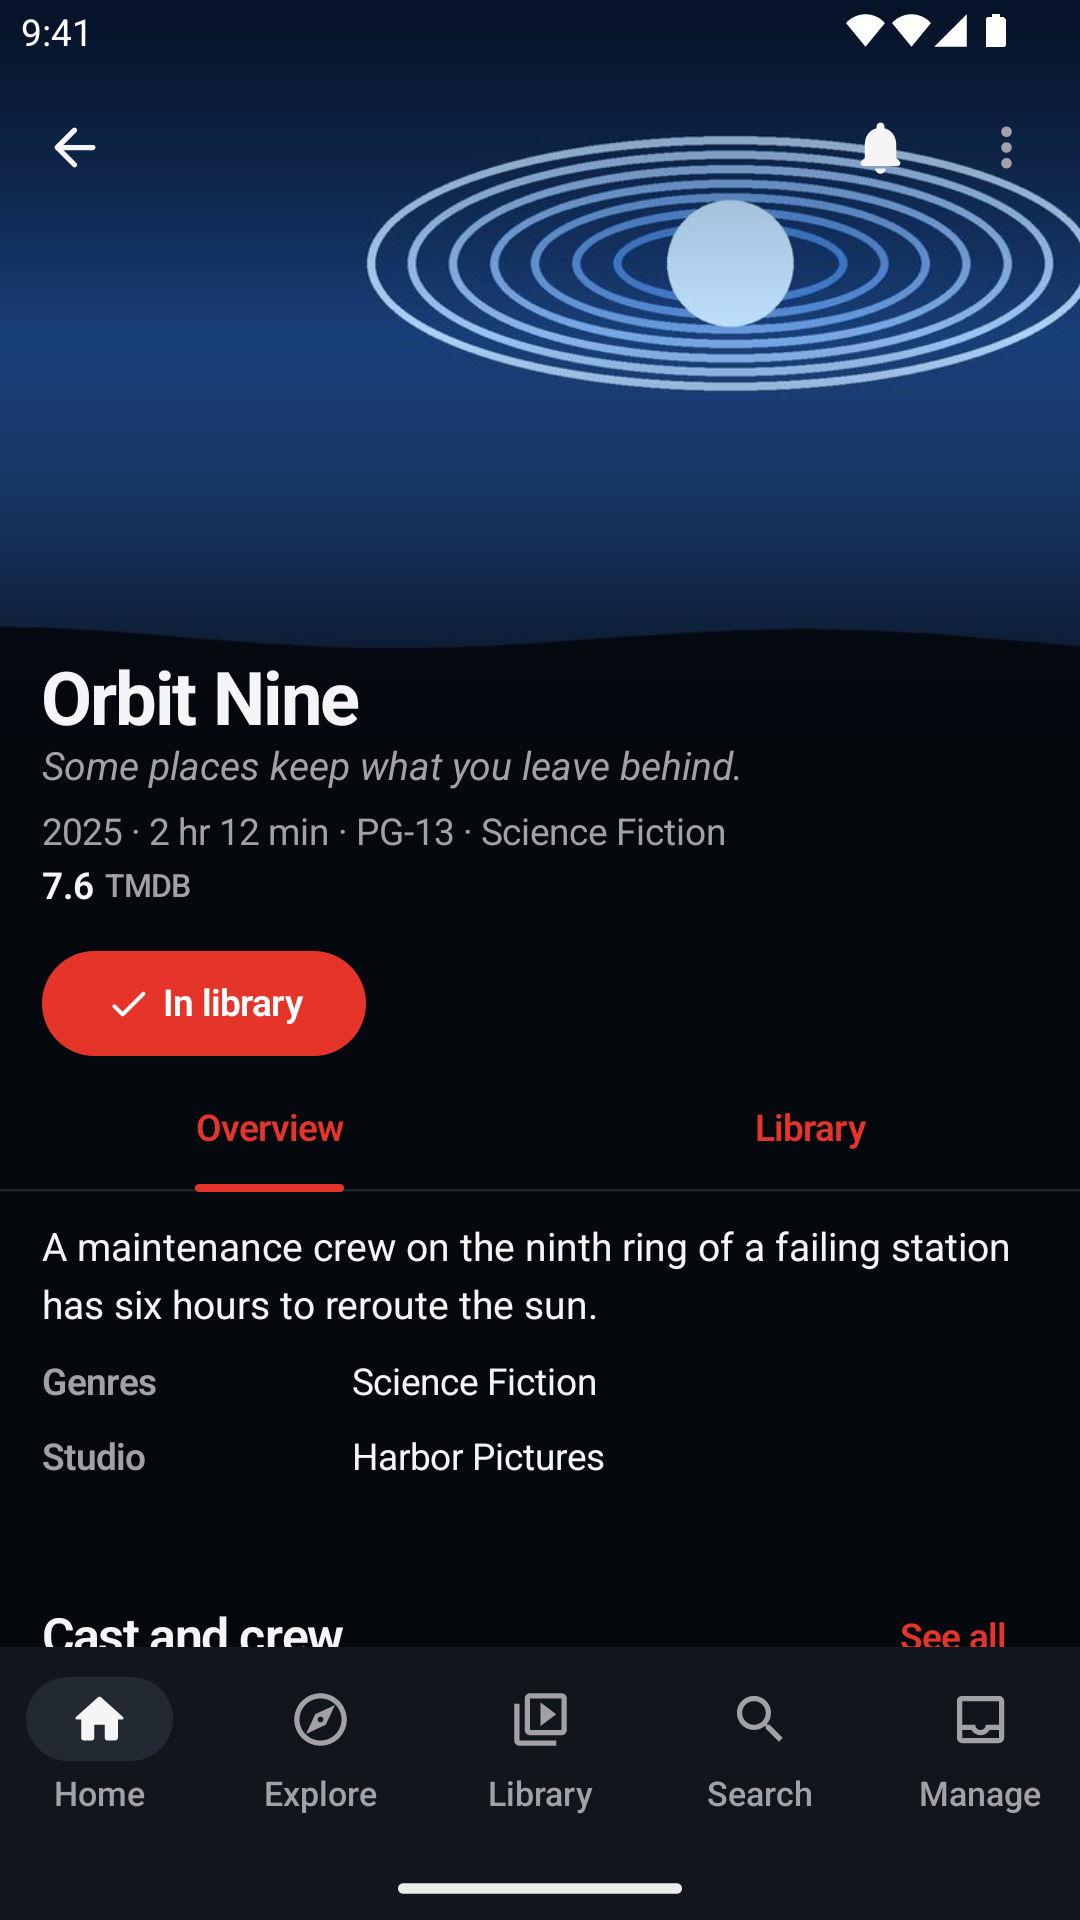 9:41
Orbit Nine
Some places keep what you leave behind.
2025 · 2 hr 12 min · PG-13 · Science Fiction
7.6 TMDB
In library
Overview
Library
A maintenance crew on the ninth ring of a failing station
has six hours to reroute the sun.
Genres Science Fiction
Studio Harbor Pictures
Cast and crew See all
Home Explore Library Search Manage